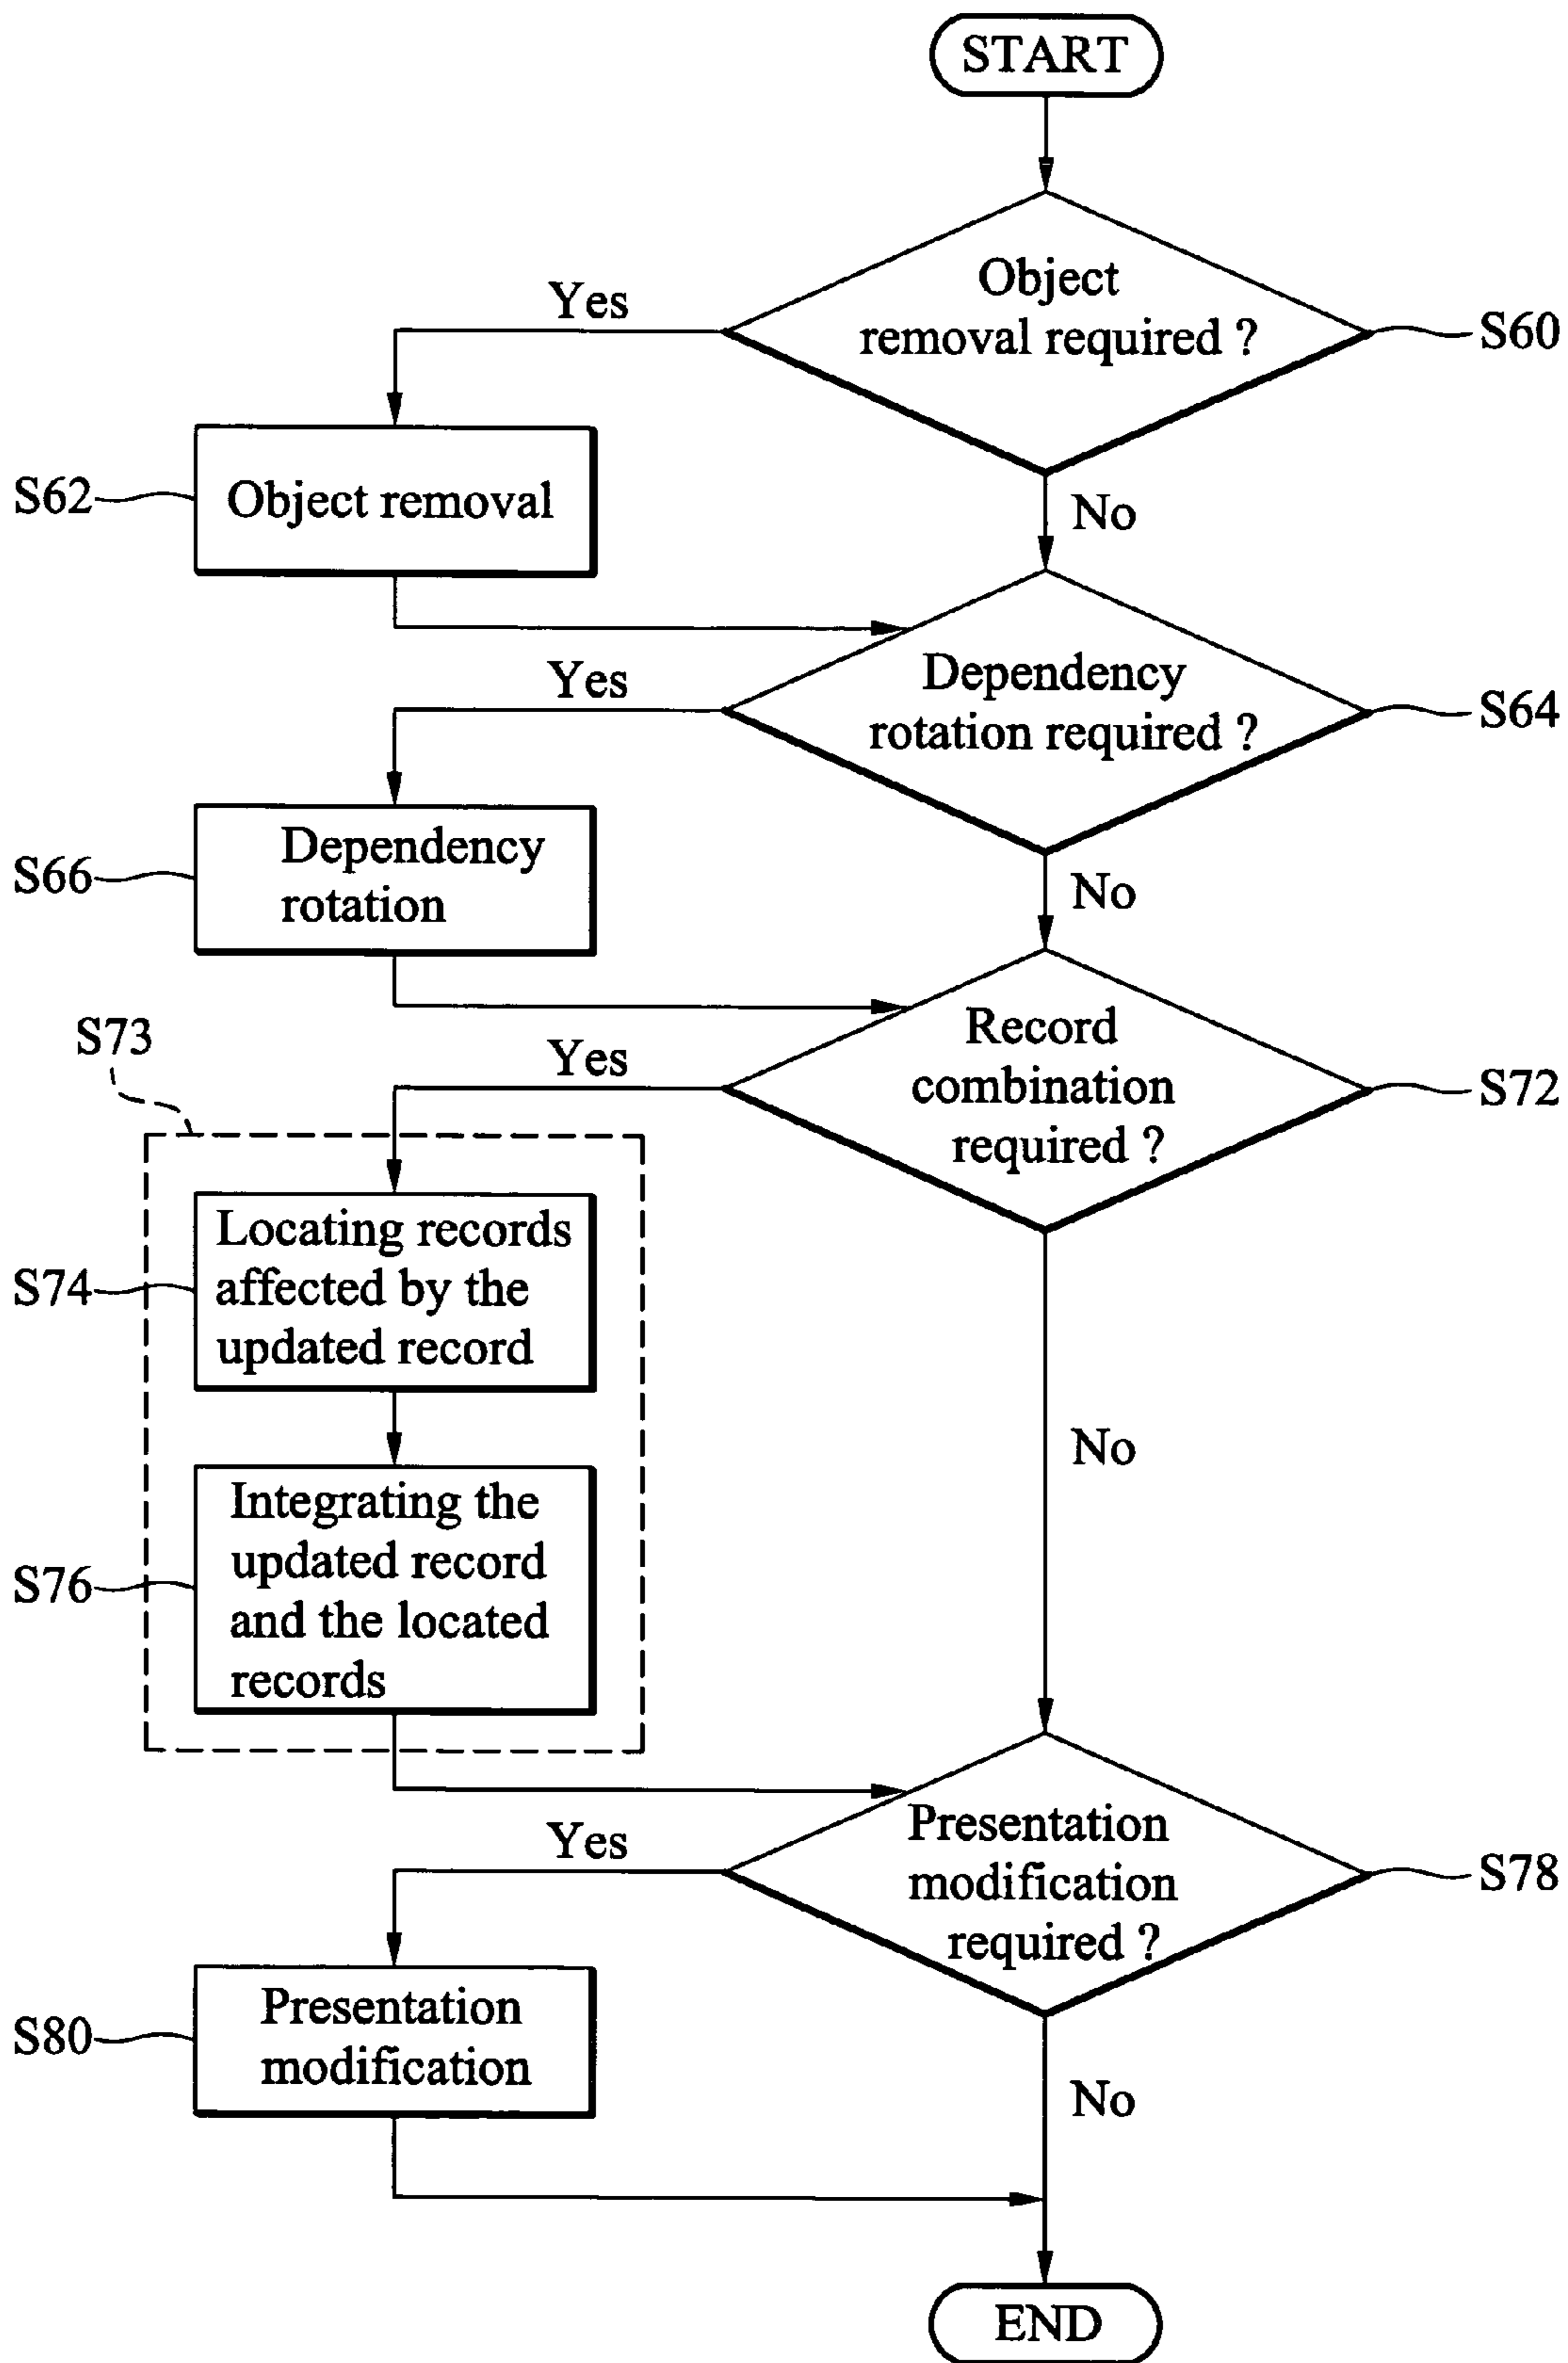 START
Object
removal required ?
S60
Yes
No
S62
Object removal
Dependency
rotation required ?
S64
Yes
No
S66
Dependency
rotation
Record
combination
required ?
S72
Yes
No
S73
S74
Locating records
affected by the
updated record
S76
Integrating the
updated record
and the located
records
Presentation
modification
required ?
S78
Yes
No
S80
Presentation
modification
END